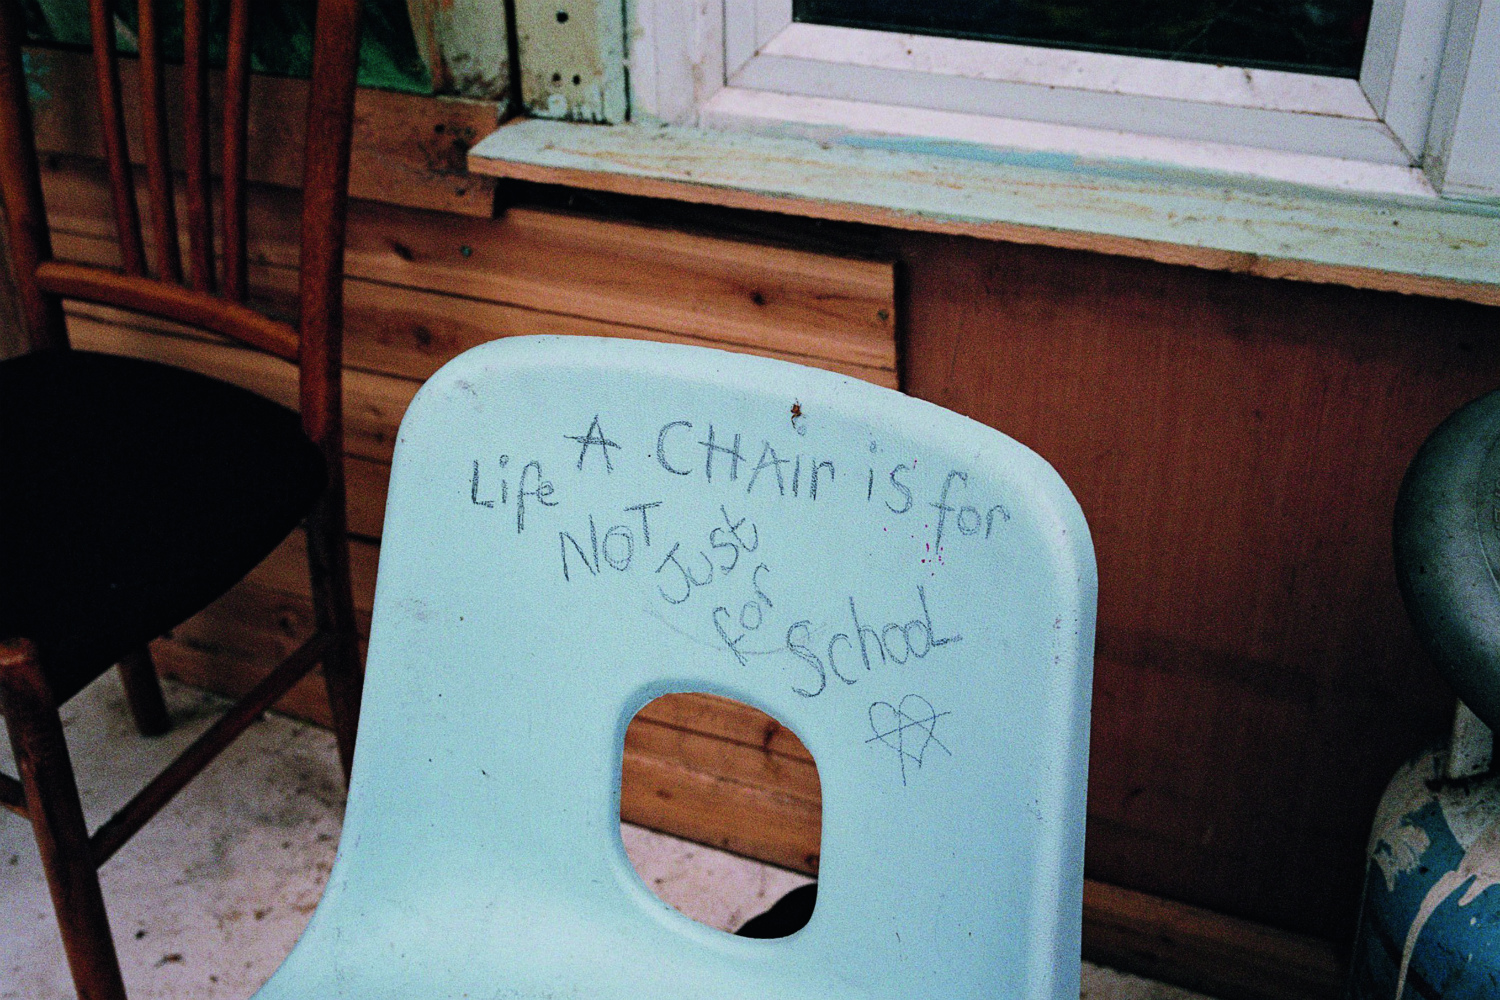 A CHAir is for
Life
NOT Just
for
School